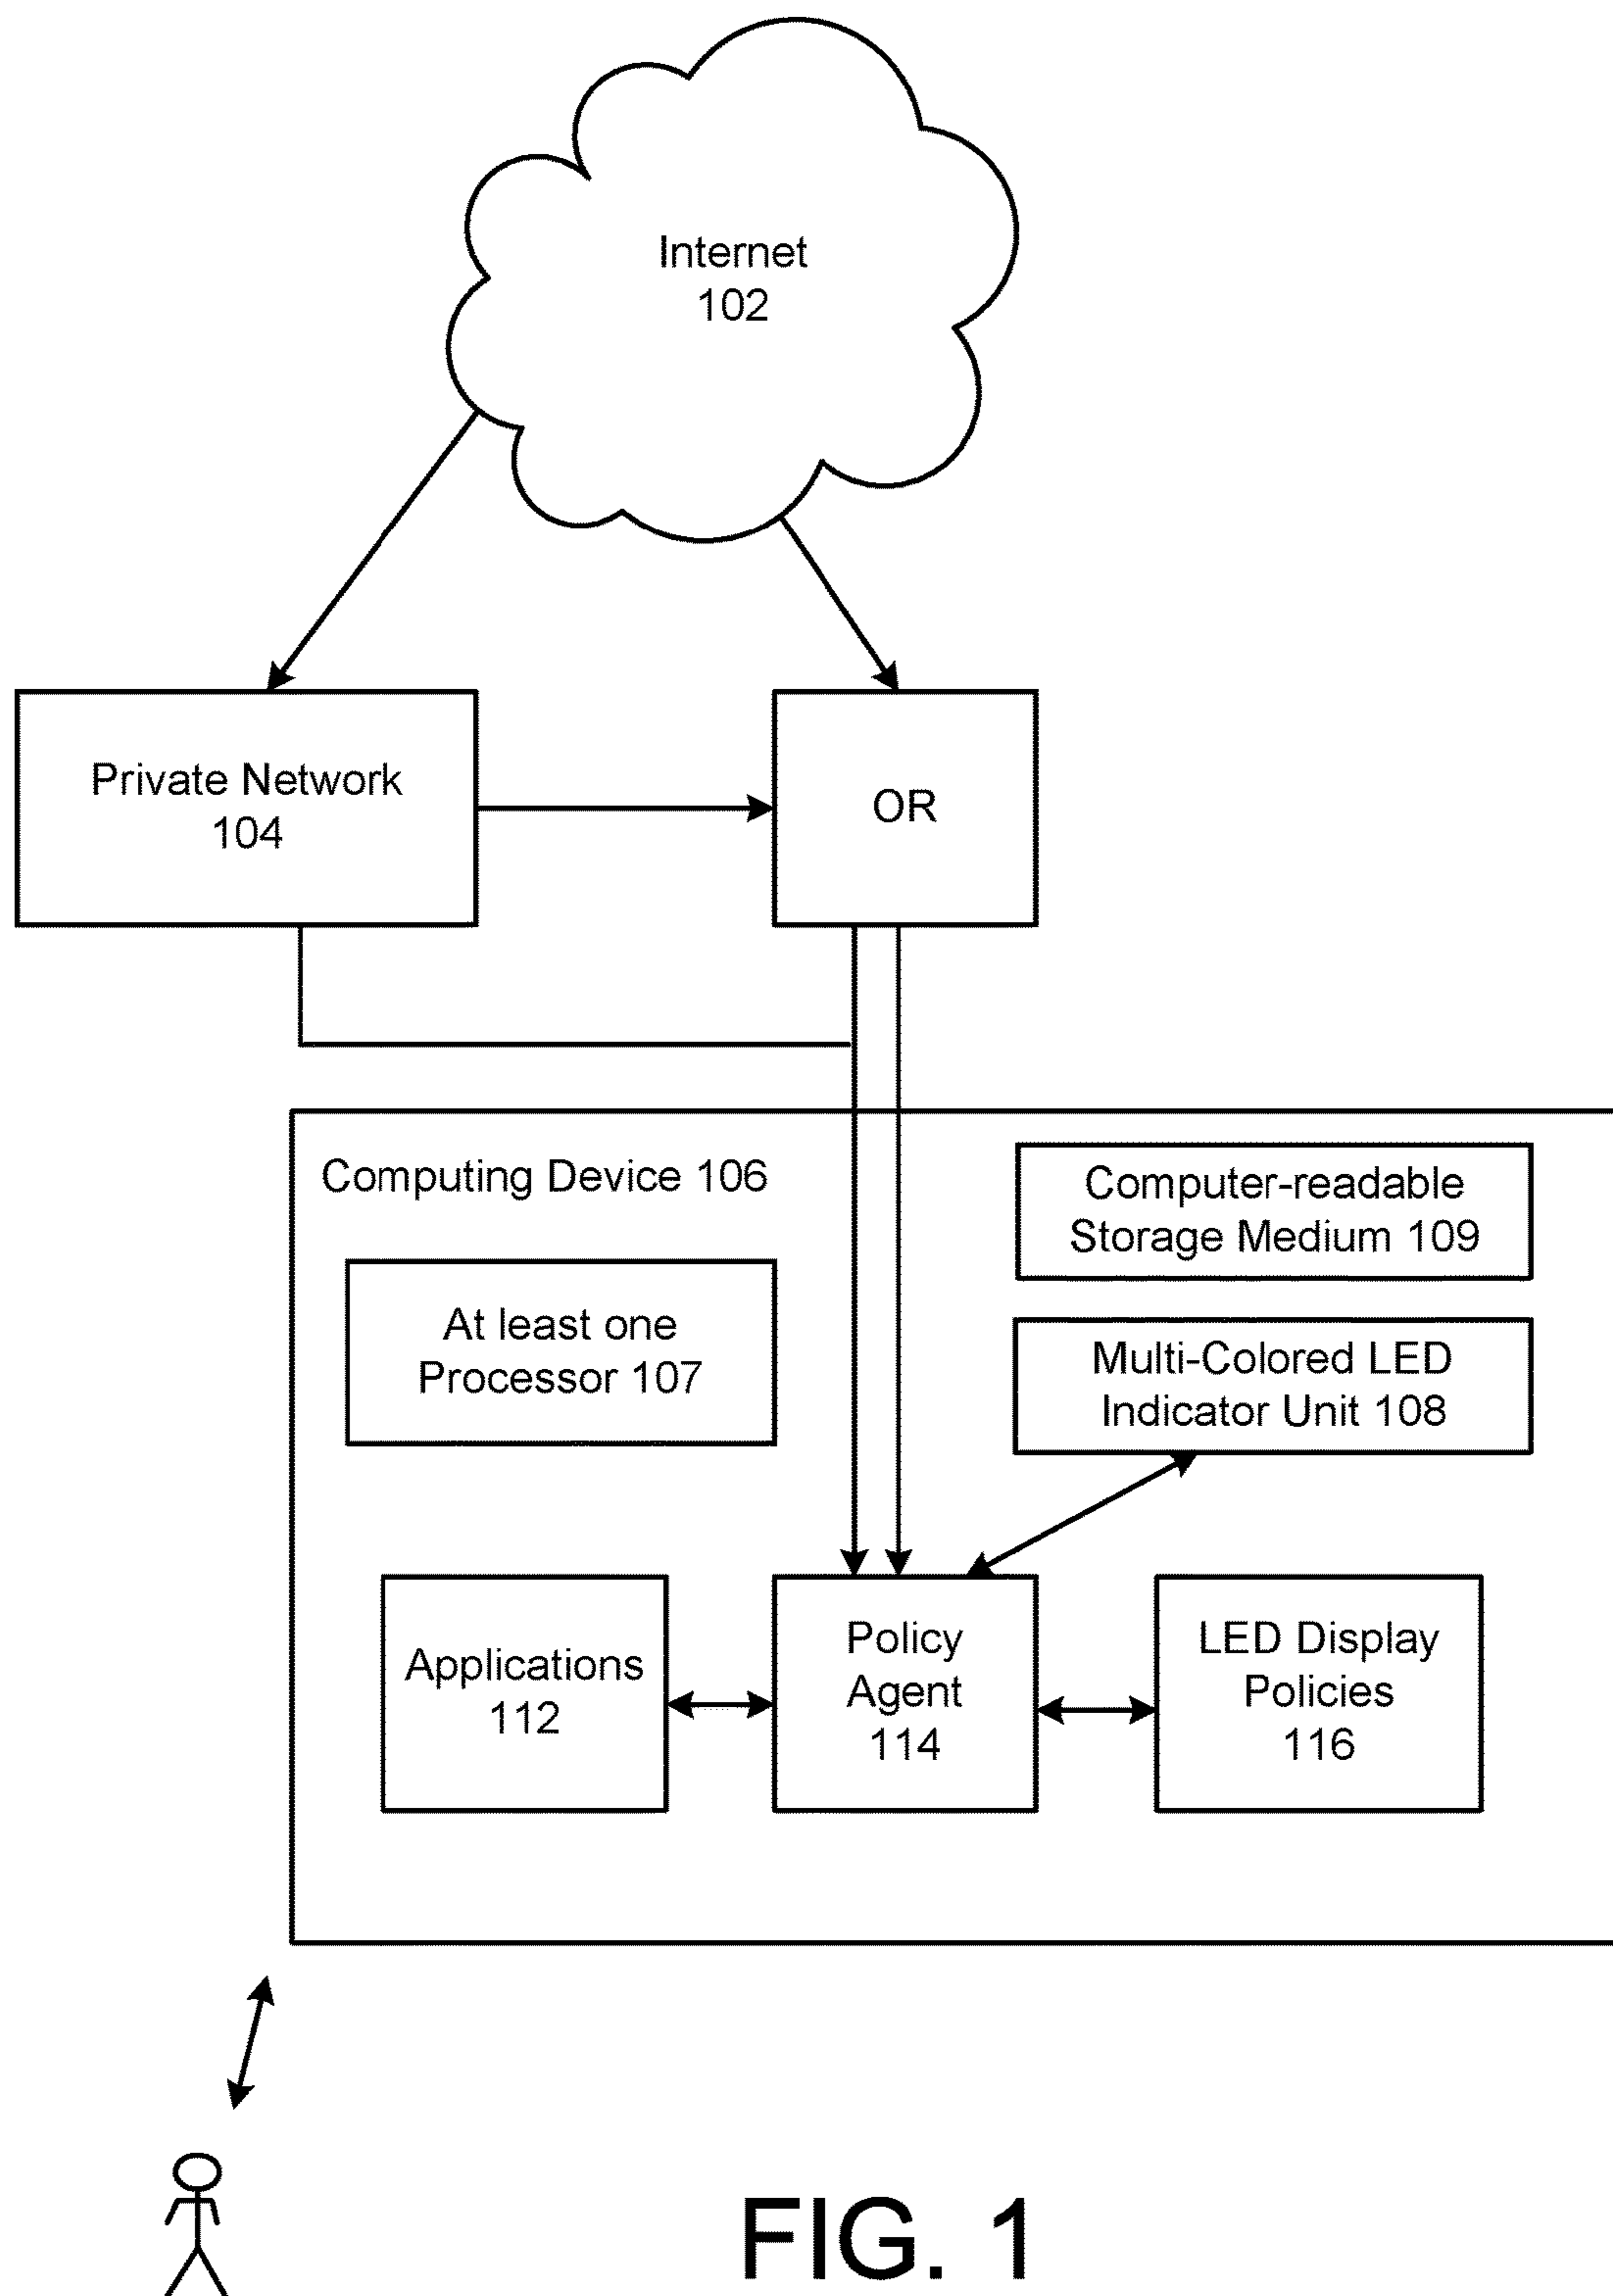 Internet
102
Private Network
104
OR
Computing Device 106
Computer-readable
Storage Medium 109
At least one
Processor 107
Multi-Colored LED
Indicator Unit 108
Applications
112
Policy
Agent
114
LED Display
Policies
116
FIG. 1